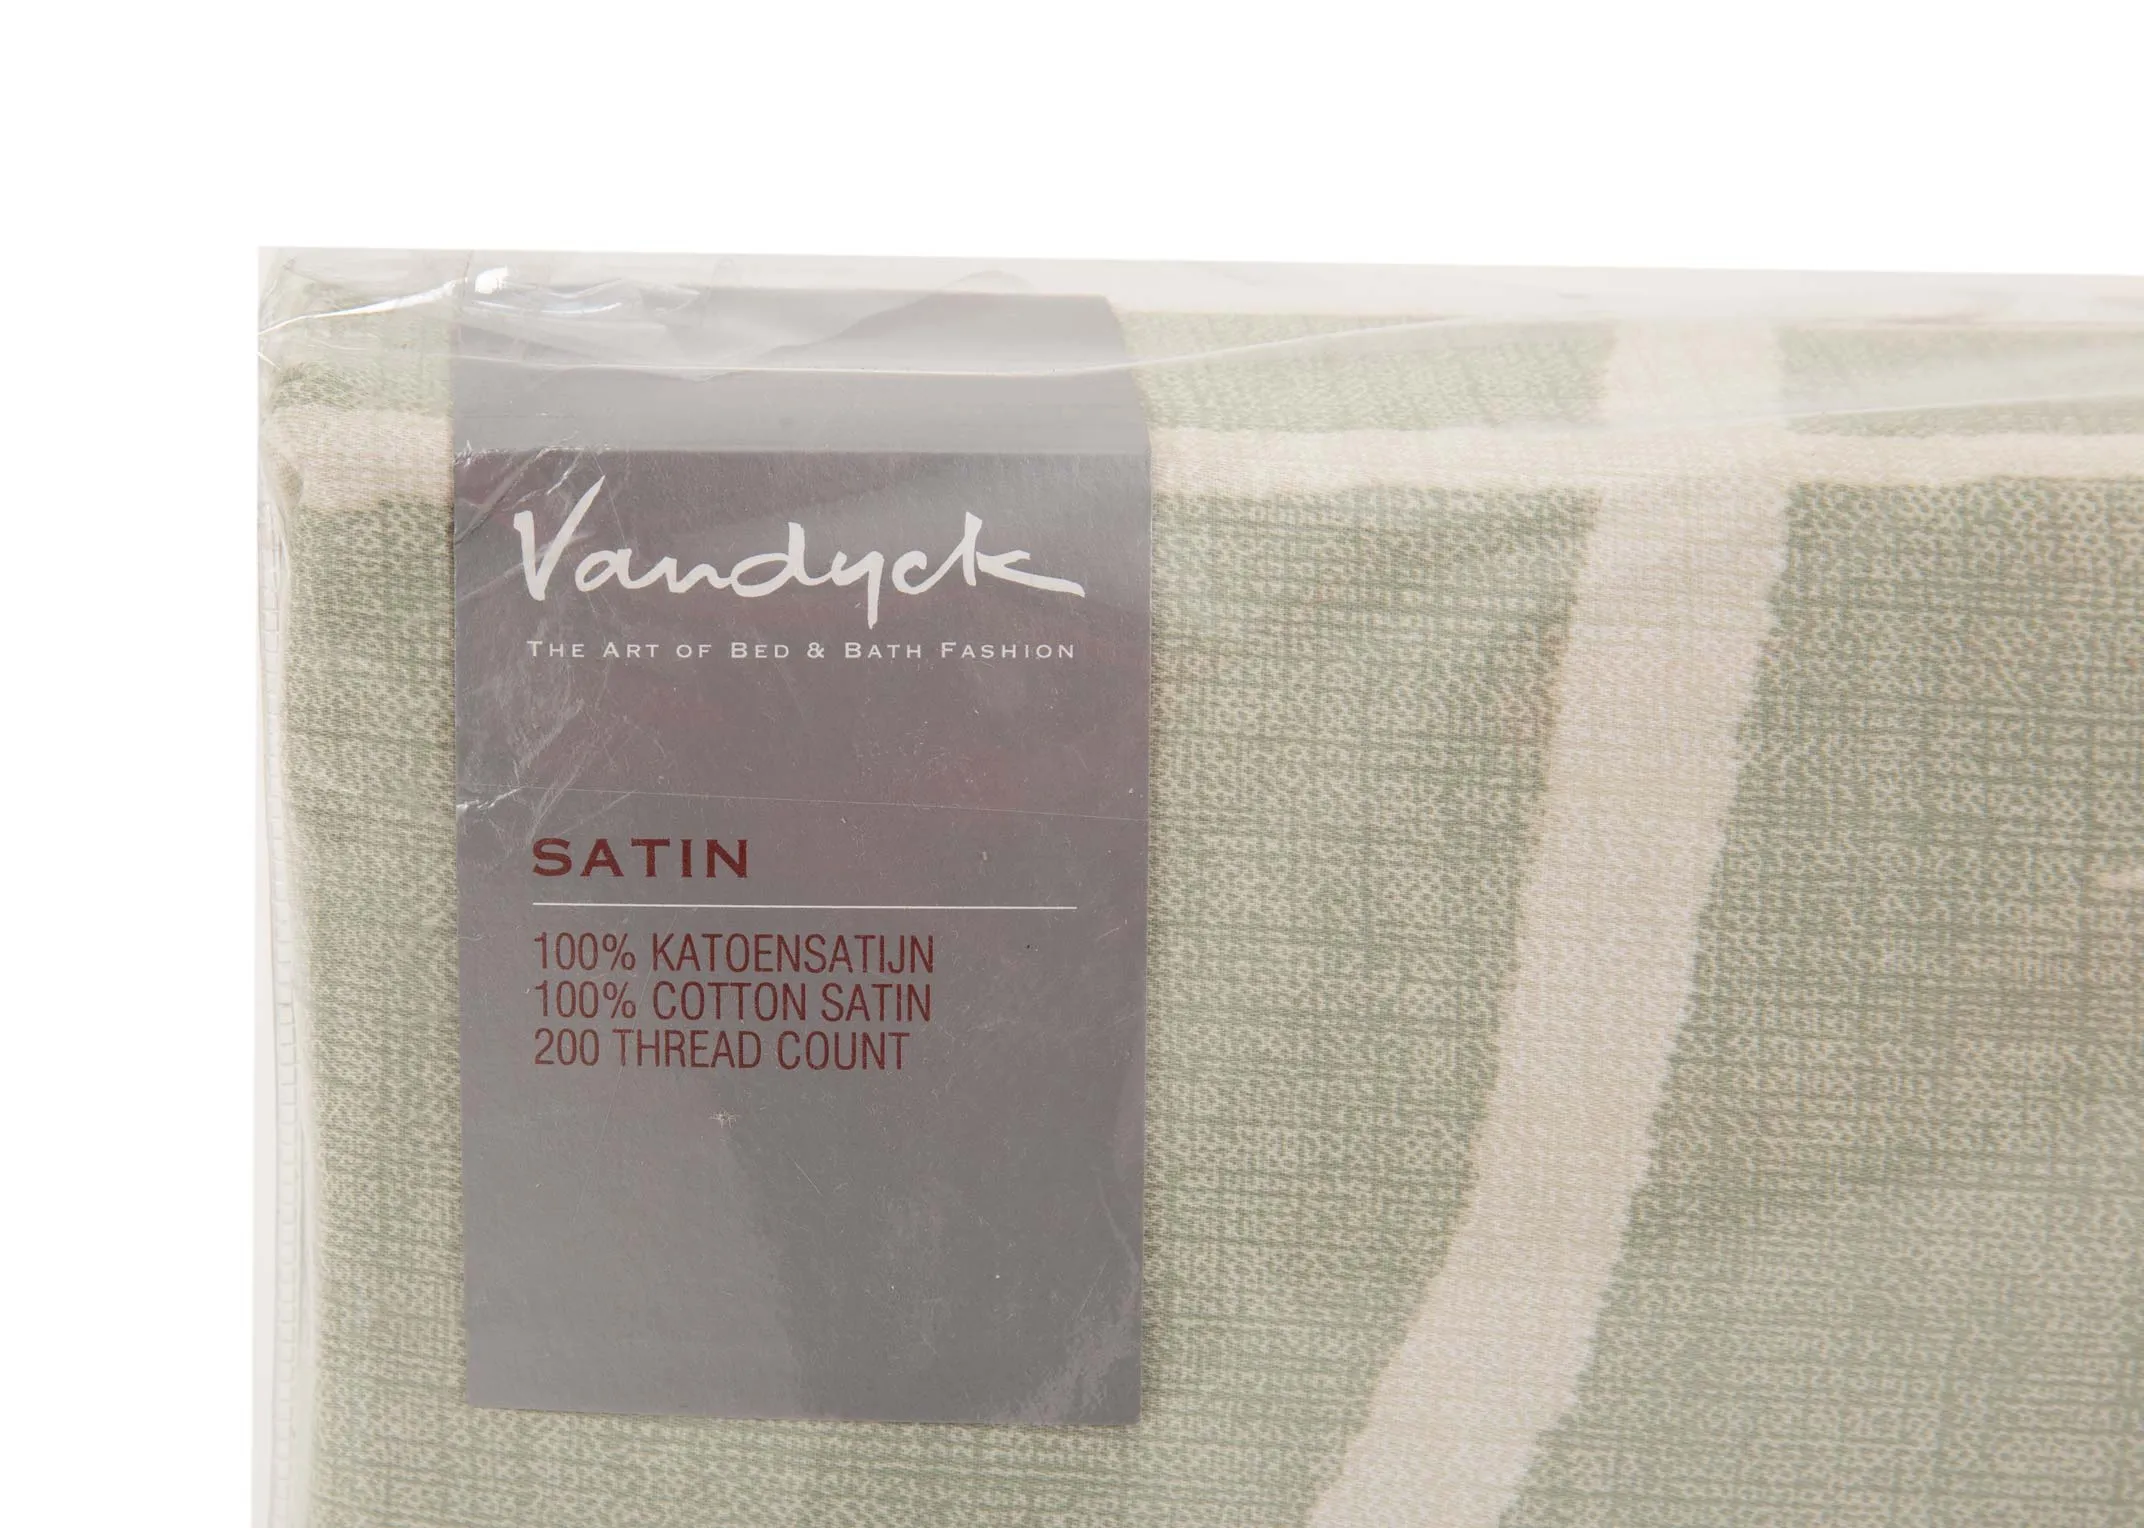 Vandyck
THE ART OF BED & BATH FASHION
SATIN
100% KATOENSATIJN
100% COTTON SATIN
200 THREAD COUNT